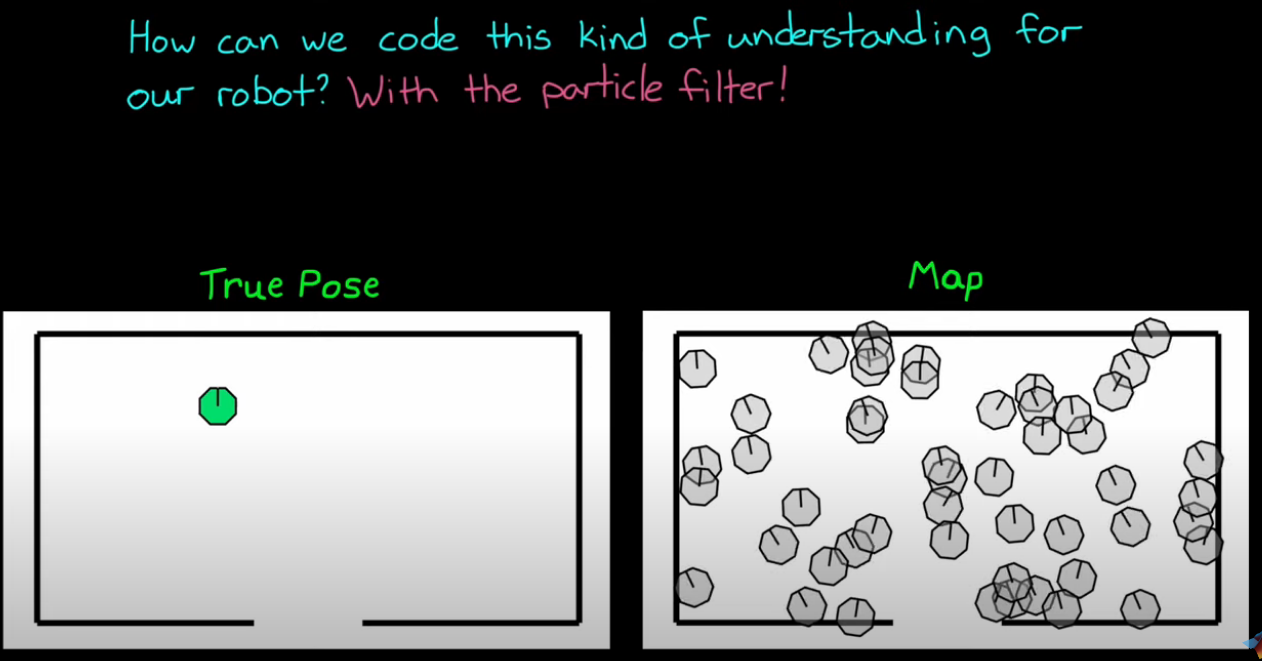 How can we code this kind of understanding for
our robot? With the particle filter!
True Pose
Map